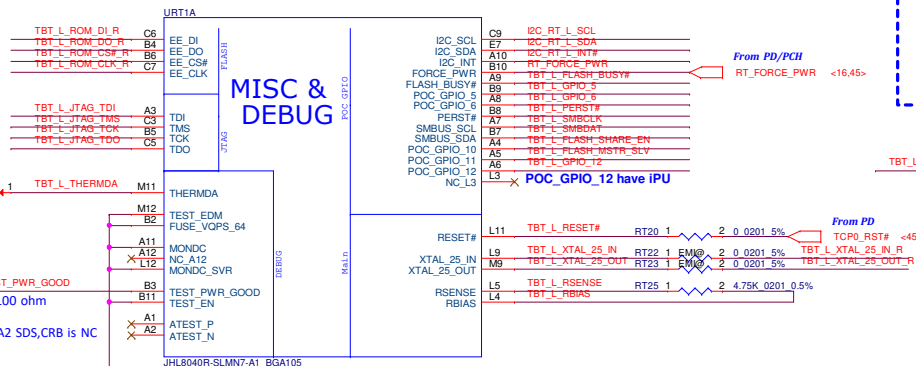 URT1A
TBT_L_ROM_DI_R C6 EE_DI
TBT_L_ROM_DO_R B4 EE_DO
TBT_L_ROM_CS#_R B6 EE_CS#
TBT_L_ROM_CLK_R C7 EE_CLK
FLASH
TBT_L_JTAG_TDI A3 TDI
TBT_L_JTAG_TMS C3 TMS
TBT_L_JTAG_TCK B5 TCK
TBT_L_JTAG_TDO C5 TDO
JTAG
1 TBT_L_THERMDA M11 THERMDA
M12 TEST_EDM
B2 FUSE_VQPS_64
A11 MONDC
A12 NC_A12
L12 MONDC_SVR
B3 TEST_PWR_GOOD
B11 TEST_EN
A1 ATEST_P
A2 ATEST_N
DEBUG
ST_PWR_GOOD
100 ohm
A2 SDS,CRB is NC
MISC &
DEBUG
POC GPIO
I2C_SCL C9 I2C_RT_L_SCL
I2C_SDA E7 I2C_RT_L_SDA
I2C_INT A10 I2C_RT_L_INT#
FORCE_PWR B10 RT_FORCE_PWR
FLASH_BUSY# A9 TBT_L_FLASH_BUSY#
POC_GPIO_5 B9 TBT_L_GPIO_5
POC_GPIO_6 A8 TBT_L_GPIO_6
PERST# B8 TBT_L_PERST#
SMBUS_SCL A7 TBT_L_SMBCLK
SMBUS_SDA B7 TBT_L_SMBDAT
POC_GPIO_10 A4 TBT_L_FLASH_SHARE_EN
POC_GPIO_11 A5 TBT_L_FLASH_MSTR_SLV
POC_GPIO_12 A6 TBT_L_GPIO_12
NC_L3 L3
POC_GPIO_12 have iPU
From PD/PCH
RT_FORCE_PWR <16,45>
TBT_L
Main
RESET# L11 TBT_L_RESET# RT20 1 2 0_0201_5%
From PD
TCP0_RST# <45
XTAL_25_IN L9 TBT_L_XTAL_25_IN RT22 1 EMI@ 2 0_0201_5% TBT_L_XTAL_25_IN_R
XTAL_25_OUT M9 TBT_L_XTAL_25_OUT RT23 1 EMI@ 2 0_0201_5% TBT_L_XTAL_25_OUT_R
RSENSE L5 TBT_L_RSENSE RT25 1 2 4.75K_0201_0.5%
RBIAS L4 TBT_L_RBIAS
JHL8040R-SLMN7-A1_BGA105